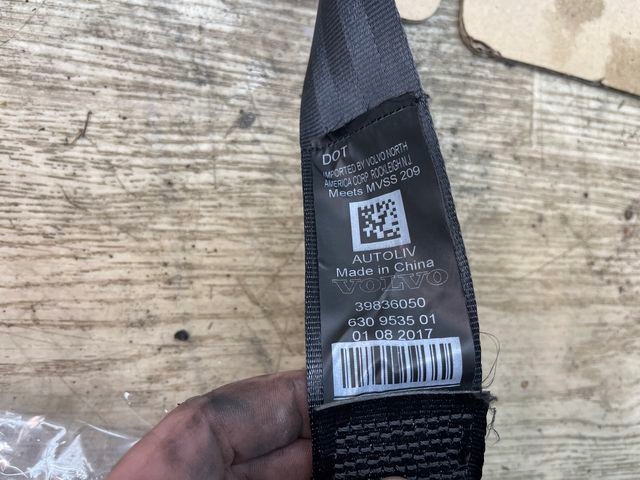 DOT
IMPORTED BY VOLVO NORTH
AMERICA CORP. ROCKLEIGH NJ
Meets MVSS 209
AUTOLIV
Made in China
VOLVO
39836050
630 9535 01
01 08 2017